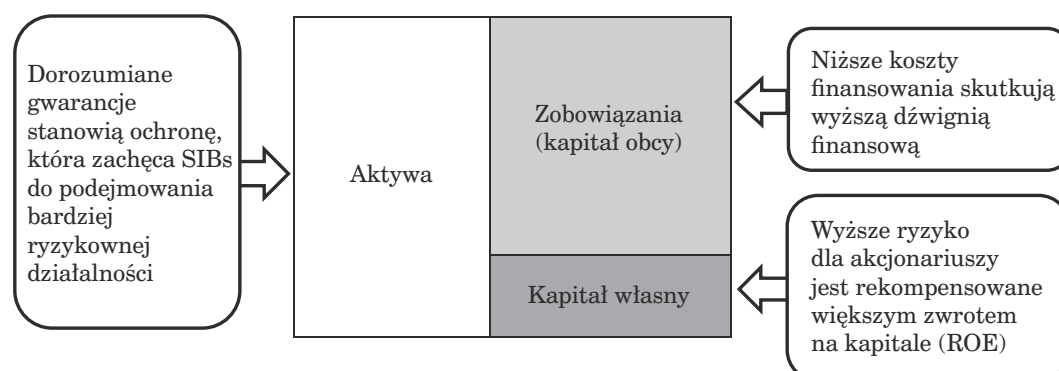 Dorozumiane
gwarancje
stanowią ochronę,
która zachęca SIBs
do podejmowania
bardziej
ryzykownej
działalności
Aktywa
Zobowiązania
(kapitał obcy)
Kapitał własny
Niższe koszty
finansowania skutkują
wyższą dźwignią
finansową
Wyższe ryzyko
dla akcjonariuszy
jest rekompensowane
większym zwrotem
na kapitale (ROE)